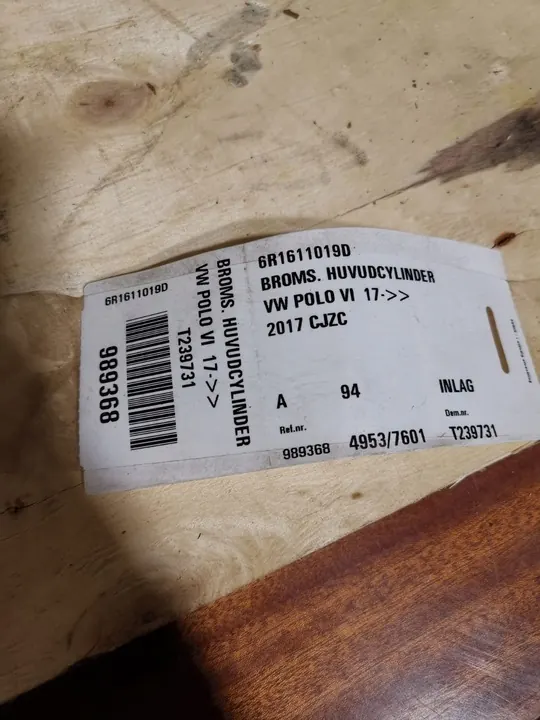 6R1611019D
989368
BROMS. HUVUDCYLINDER
VW POLO VI 17->>
T239731
6R1611019D
BROMS. HUVUDCYLINDER
VW POLO VI 17->>
2017 CJZC
A 94 INLAG
Ref.nr. Dem.nr.
989368 4953/7601 T239731